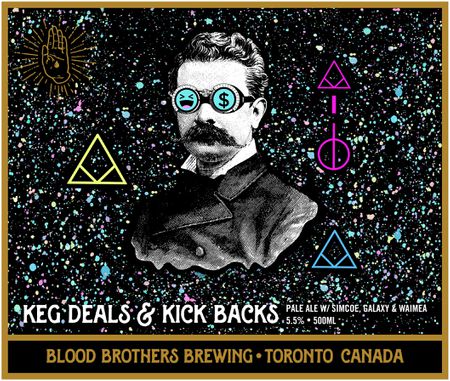 $
KEG DEALS & KICK BACKS
PALE ALE W/ SIMCOE, GALAXY & WAIMEA
5.5% • 500ML
BLOOD BROTHERS BREWING • TORONTO CANADA